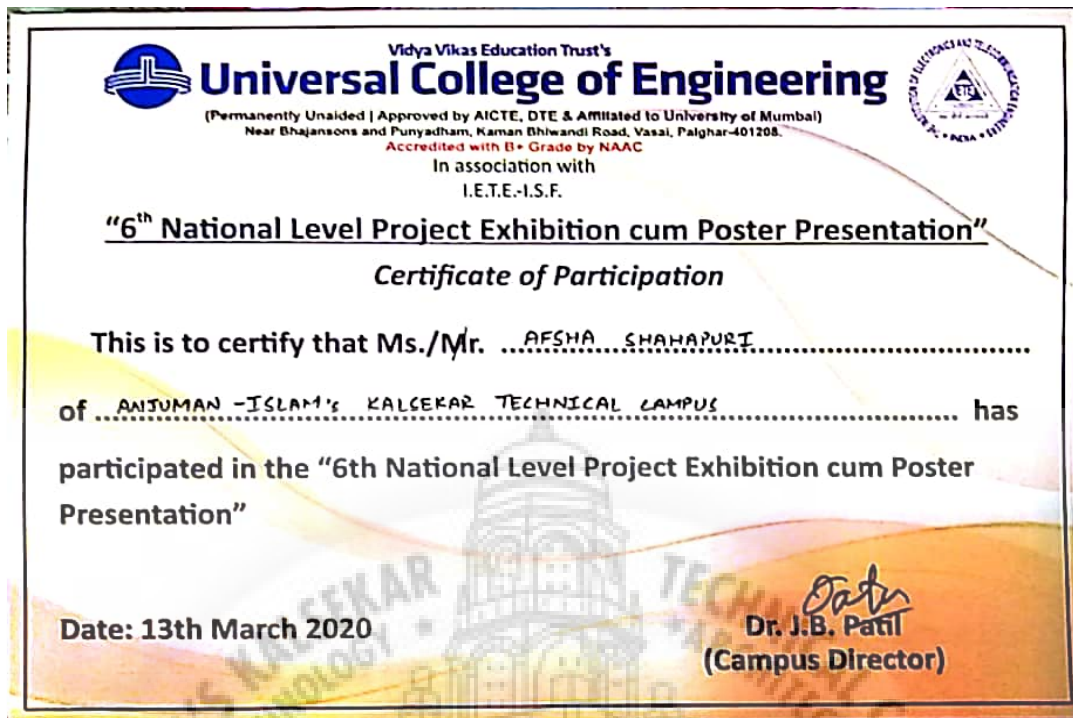 Vidya Vikas Education Trust's
Universal College of Engineering
(Permanently Unaided | Approved by AICTE, DTE & Affiliated to University of Mumbai)
Near Bhajansons and Punyadham, Kaman Bhiwandi Road, Vasai, Palghar-401208.
Accredited with B+ Grade by NAAC
In association with
I.E.T.E.-I.S.F.
"6th National Level Project Exhibition cum Poster Presentation"
Certificate of Participation
This is to certify that Ms./Mr. AFSHA SHAHAPURI
of ANJUMAN -ISLAM's KALSEKAR TECHNICAL CAMPUS has
participated in the "6th National Level Project Exhibition cum Poster
Presentation"
Date: 13th March 2020
Dr. J.B. Patil
(Campus Director)
KALSEKAR